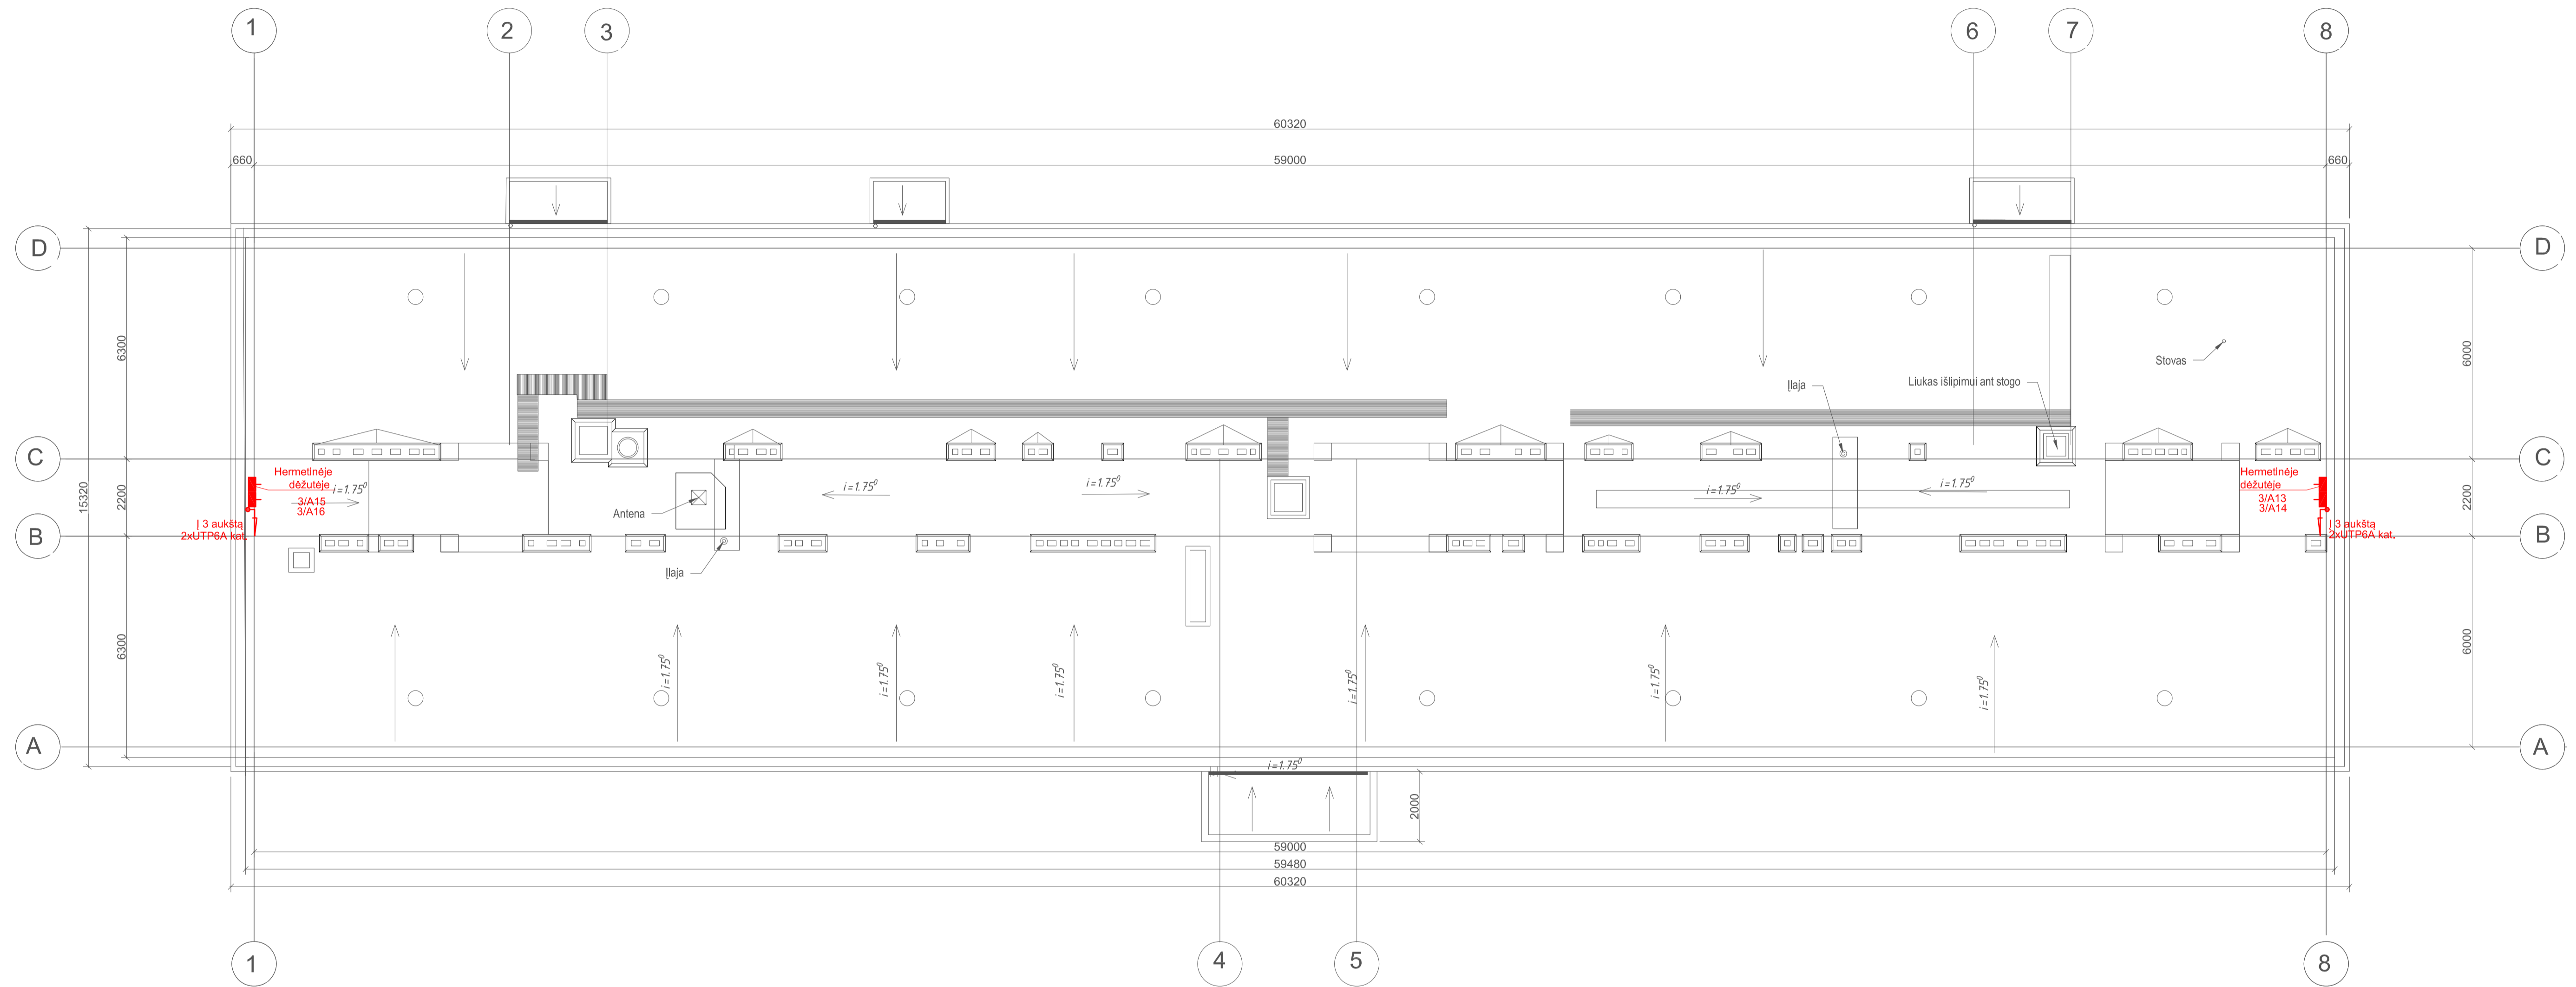 1
2
3
6
7
8
60320
660
59000
660
D
D
6300
6000
Stovas
Įlaja
Liukas išlipimui ant stogo
C
C
Hermetinėje
dėžutėje
3/A15
3/A16
Į 3 aukštą
2xUTP6A kat.
i=1.75⁰
i=1.75⁰
i=1.75⁰
i=1.75⁰
i=1.75⁰
Hermetinėje
dėžutėje
3/A13
3/A14
Į 3 aukštą
2xUTP6A kat.
15320
2200
2200
Antena
B
B
Įlaja
6300
6000
i=1.75⁰
i=1.75⁰
i=1.75⁰
i=1.75⁰
i=1.75⁰
i=1.75⁰
A
A
i=1.75⁰
2000
59000
59480
60320
1
4
5
8